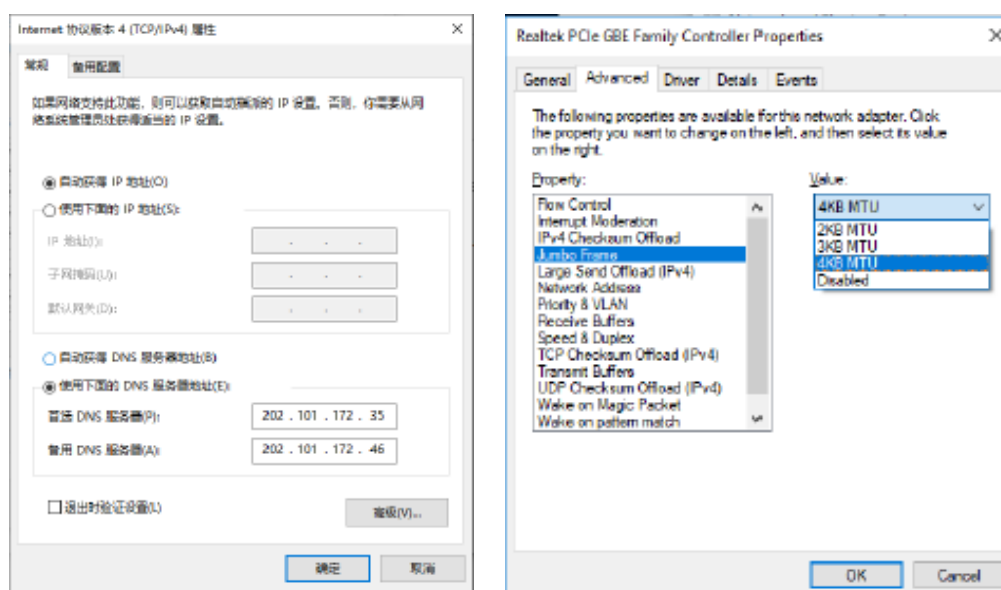 Internet 协议版本 4 (TCP/IPv4) 属性
常规
备用配置
如果网络支持此功能，则可以获取自动指派的 IP 设置。否则，你需要从网
络系统管理员处获得适当的 IP 设置。
自动获得 IP 地址(O)
使用下面的 IP 地址(S):
IP 地址(I):
子网掩码(U):
默认网关(D):
自动获得 DNS 服务器地址(B)
使用下面的 DNS 服务器地址(E):
首选 DNS 服务器(P):
202 . 101 . 172 . 35
备用 DNS 服务器(A):
202 . 101 . 172 . 46
退出时验证设置(L)
高级(V)...
确定
取消
Realtek PCIe GBE Family Controller Properties
General
Advanced
Driver
Details
Events
The following properties are available for this network adapter. Click
the property you want to change on the left, and then select its value
on the right.
Property:
Flow Control
Interrupt Moderation
IPv4 Checksum Offload
Jumbo Frame
Large Send Offload (IPv4)
Network Address
Priority & VLAN
Receive Buffers
Speed & Duplex
TCP Checksum Offload (IPv4)
Transmit Buffers
UDP Checksum Offload (IPv4)
Wake on Magic Packet
Wake on pattern match
Value:
4KB MTU
2KB MTU
3KB MTU
4KB MTU
Disabled
OK
Cancel